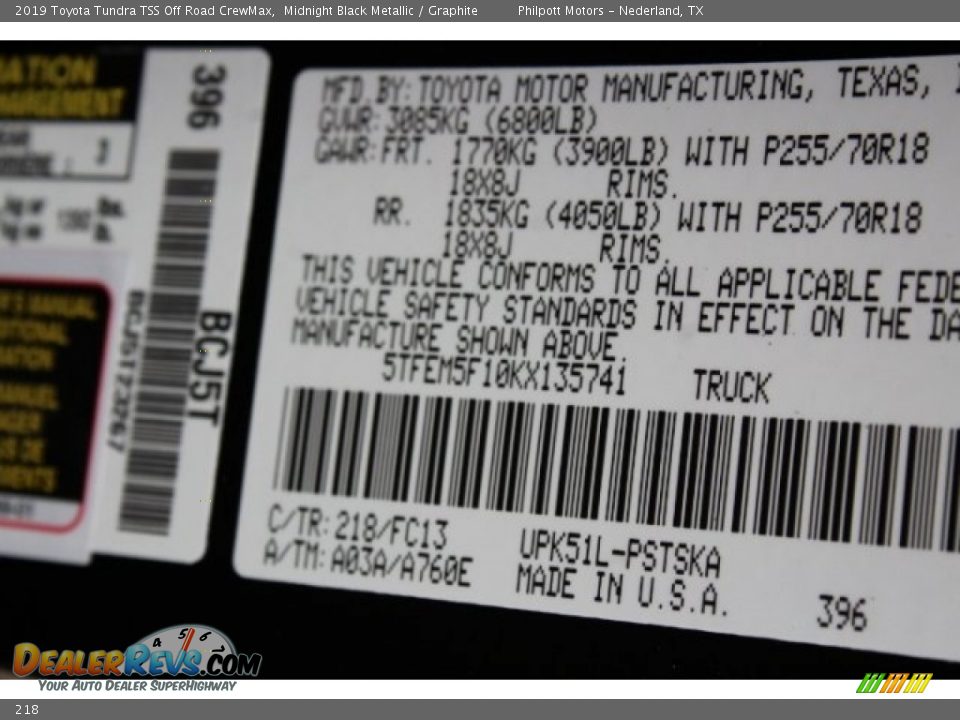 2019 Toyota Tundra TSS Off Road CrewMax, Midnight Black Metallic / Graphite Philpott Motors - Nederland, TX
396
BCJ5T
3
MFD.BY: TOYOTA MOTOR MANUFACTURING, TEXAS,
GVWR: 3085KG (6800LB)
GAWR: FRT. 1770KG (3900LB) WITH P255/70R18
18X8J RIMS.
RR. 1835KG (4050LB) WITH P255/70R18
18X8J RIMS.
THIS VEHICLE CONFORMS TO ALL APPLICABLE FEDE
VEHICLE SAFETY STANDARDS IN EFFECT ON THE DA
MANUFACTURE SHOWN ABOVE.
5TFEM5F10KX135741 TRUCK
C/TR: 218/FC13 UPK51L-PSTSKA
A/TM: A03A/A760E MADE IN U.S.A. 396
4 5 6
DEALERREVS.COM
YOUR AUTO DEALER SUPERHIGHWAY
218